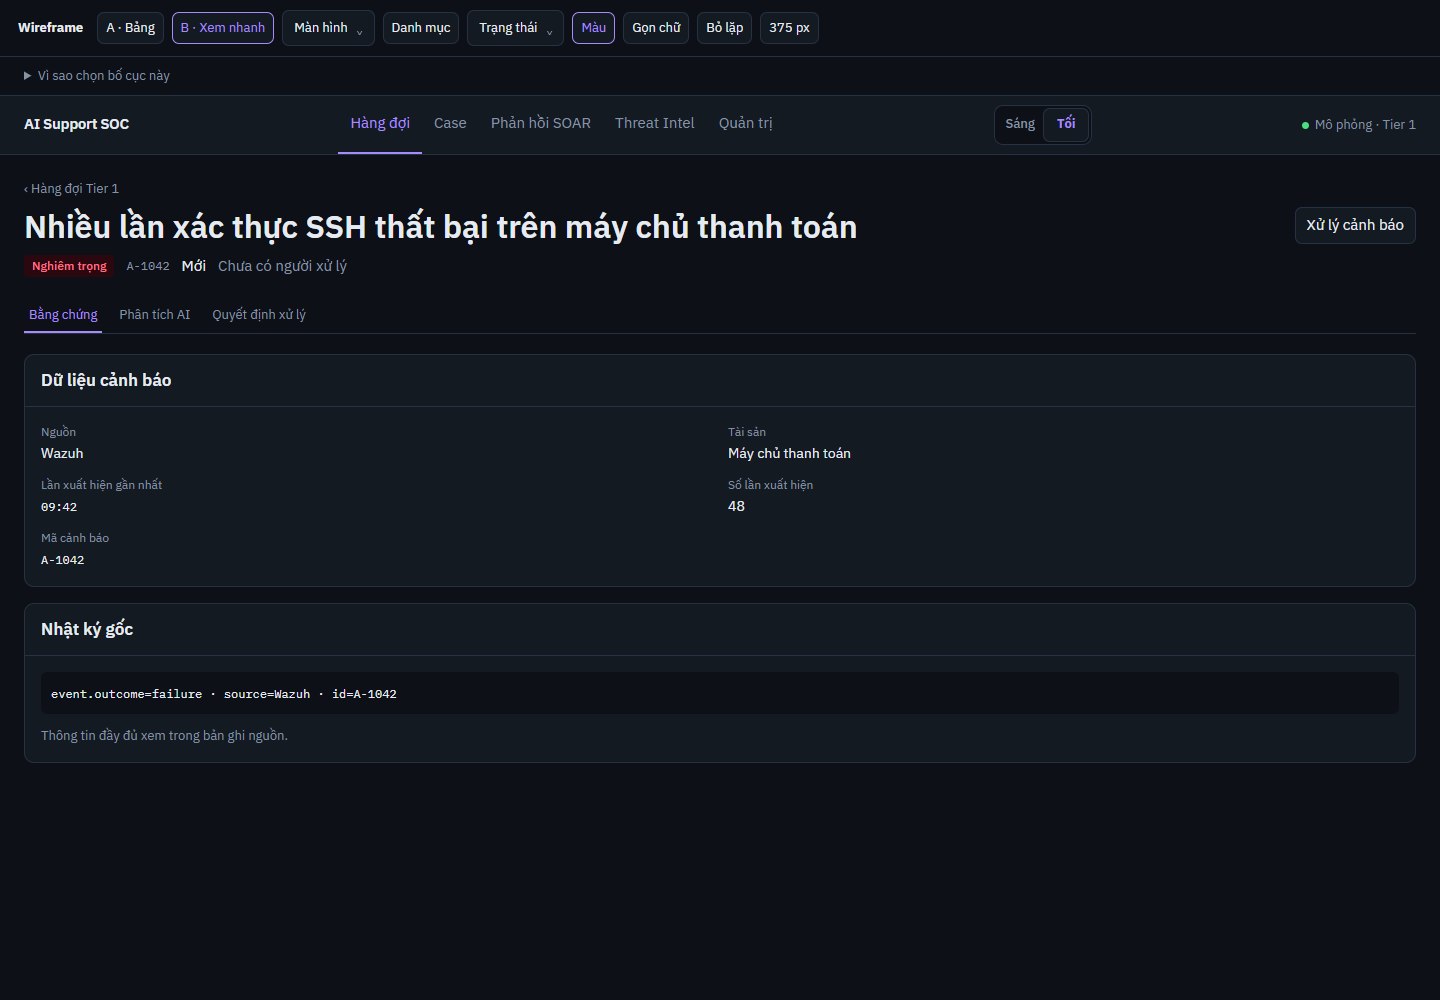 Wireframe A · Bảng B · Xem nhanh Màn hình Danh mục Trạng thái Màu Gọn chữ Bỏ lặp 375 px
Vì sao chọn bố cục này
AI Support SOC Hàng đợi Case Phản hồi SOAR Threat Intel Quản trị Sáng Tối Mô phỏng · Tier 1
‹ Hàng đợi Tier 1
Nhiều lần xác thực SSH thất bại trên máy chủ thanh toán
Xử lý cảnh báo
Nghiêm trọng A-1042 Mới Chưa có người xử lý
Bằng chứng Phân tích AI Quyết định xử lý
Dữ liệu cảnh báo
Nguồn Tài sản
Wazuh Máy chủ thanh toán
Lần xuất hiện gần nhất Số lần xuất hiện
09:42 48
Mã cảnh báo
A-1042
Nhật ký gốc
event.outcome=failure · source=Wazuh · id=A-1042
Thông tin đầy đủ xem trong bản ghi nguồn.